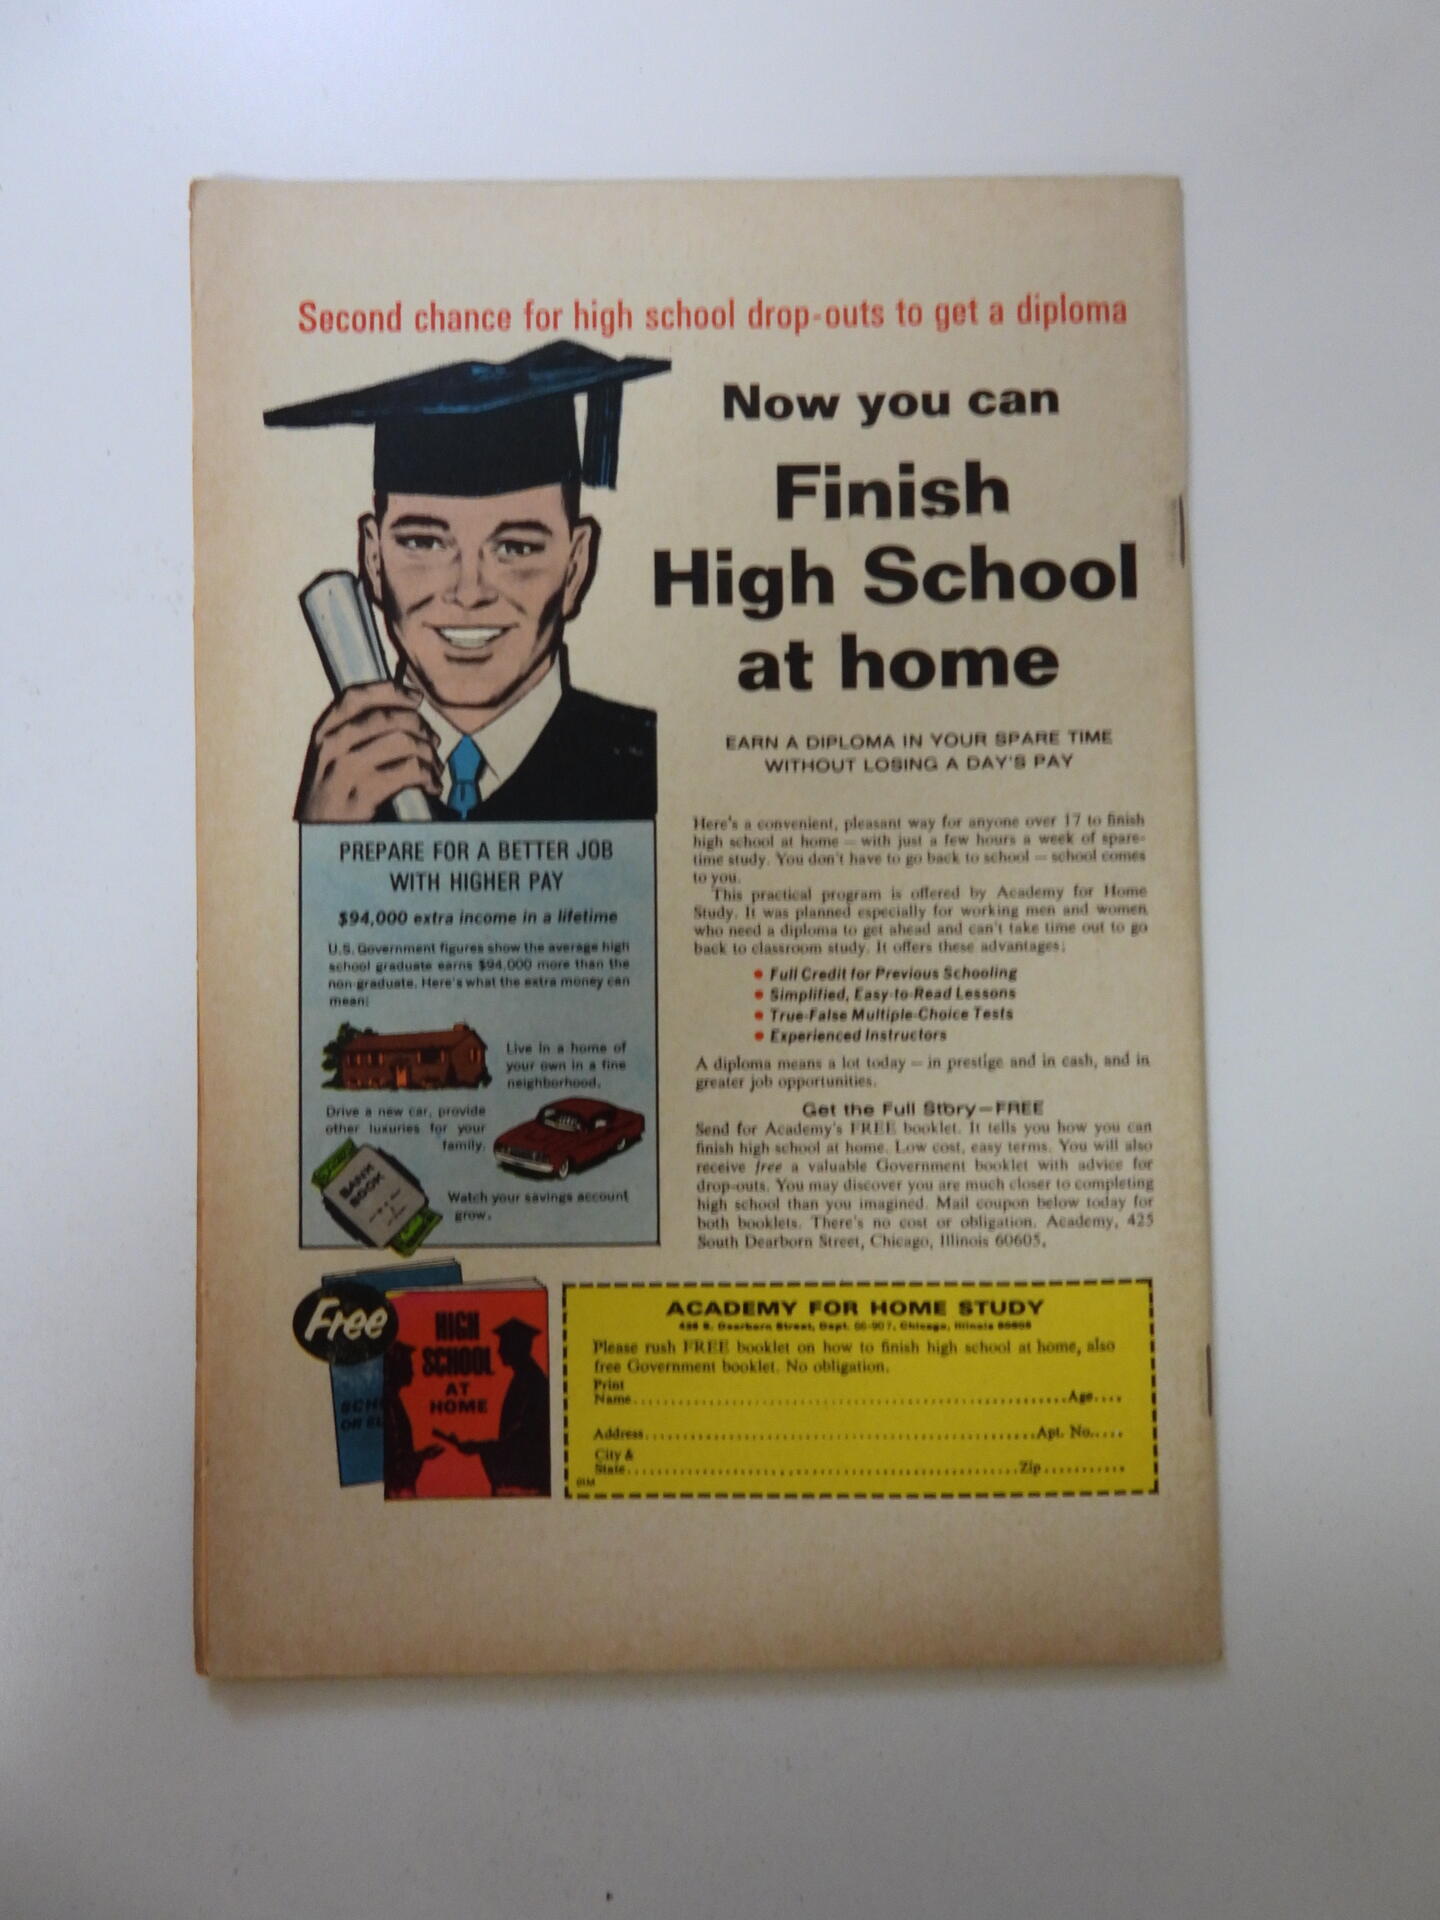 Second chance for high school drop-outs to get a diploma
Now you can
Finish
High School
at home
EARN A DIPLOMA IN YOUR SPARE TIME
WITHOUT LOSING A DAY'S PAY
Here's a convenient, pleasant way for anyone over 17 to finish
high school at home — with just a few hours a week of spare-
time study. You don't have to go back to school — school comes
to you.
This practical program is offered by Academy for Home
Study. It was planned especially for working men and women
who need a diploma to get ahead and can't take time out to go
back to classroom study. It offers these advantages:
• Full Credit for Previous Schooling
• Simplified, Easy-to-Read Lessons
• True-False Multiple-Choice Tests
• Experienced Instructors
A diploma means a lot today — in prestige and in cash, and in
greater job opportunities.
Get the Full Story—FREE
Send for Academy's FREE booklet. It tells you how you can
finish high school at home. Low cost, easy terms. You will also
receive free a valuable Government booklet with advice for
drop-outs. You may discover you are much closer to completing
high school than you imagined. Mail coupon below today for
both booklets. There's no cost or obligation. Academy, 425
South Dearborn Street, Chicago, Illinois 60605.
PREPARE FOR A BETTER JOB
WITH HIGHER PAY
$94,000 extra income in a lifetime
U.S. Government figures show the average high
school graduate earns $94,000 more than the
non-graduate. Here's what the extra money can
mean:
Live in a home of
your own in a fine
neighborhood.
Drive a new car, provide
other luxuries for your
family.
BANK
BOOK
Watch your savings account
grow.
Free
HIGH
SCHOOL
AT
HOME
SCH
OR EL
ACADEMY FOR HOME STUDY
425 S. Dearborn Street, Dept. Chicago, Illinois 60605
Please rush FREE booklet on how to finish high school at home, also
free Government booklet. No obligation.
Print
Name.......... Age....
Address.......... Apt. No.....
City &
State.......... Zip..........